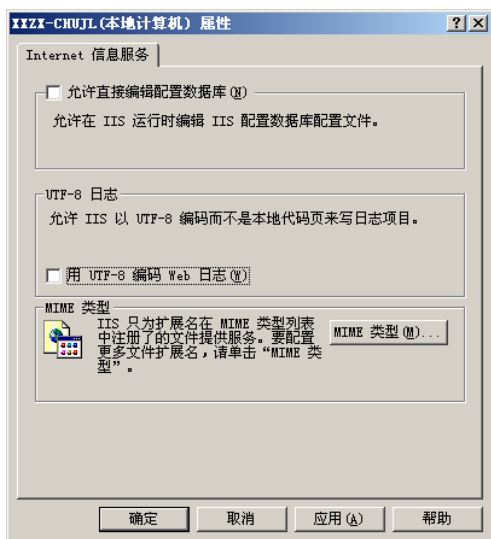 XXZX-CHUJL(本地计算机) 属性
Internet 信息服务
允许直接编辑配置数据库(N)
允许在 IIS 运行时编辑 IIS 配置数据库配置文件。
UTF-8 日志
允许 IIS 以 UTF-8 编码而不是本地代码页来写日志项目。
用 UTF-8 编码 Web 日志(W)
MIME 类型
IIS 只为扩展名在 MIME 类型列表
中注册了的文件提供服务。要配置
更多文件扩展名，请单击“MIME 类
型”。
MIME 类型(M)...
确定
取消
应用(A)
帮助